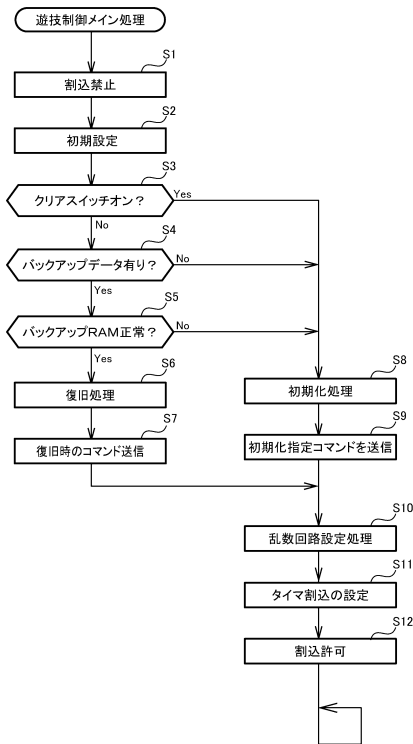 遊技制御メイン処理
S1
割込禁止
S2
初期設定
S3
クリアスイッチオン？
Yes
No
S4
バックアップデータ有り？
No
Yes
S5
バックアップRAM正常？
No
Yes
S6
復旧処理
S7
復旧時のコマンド送信
S8
初期化処理
S9
初期化指定コマンドを送信
S10
乱数回路設定処理
S11
タイマ割込の設定
S12
割込許可